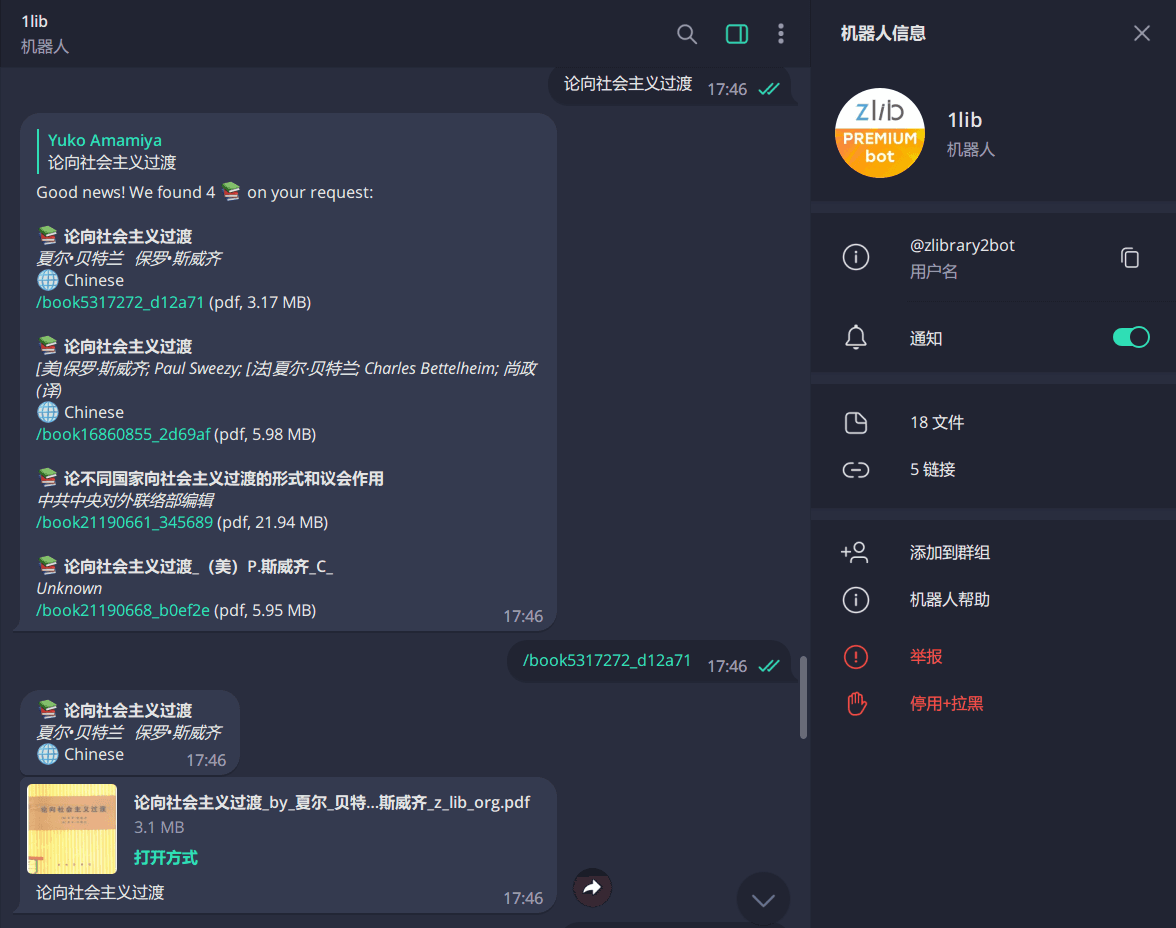 1lib
机器人
论向社会主义过渡 17:46
Yuko Amamiya
论向社会主义过渡
Good news! We found 4 📚 on your request:
📚 论向社会主义过渡
夏尔•贝特兰 保罗•斯威齐
🌐 Chinese
/book5317272_d12a71 (pdf, 3.17 MB)
📚 论向社会主义过渡
[美]保罗·斯威齐; Paul Sweezy; [法]夏尔·贝特兰; Charles Bettelheim; 尚政
(译)
🌐 Chinese
/book16860855_2d69af (pdf, 5.98 MB)
📚 论不同国家向社会主义过渡的形式和议会作用
中共中央对外联络部编辑
/book21190661_345689 (pdf, 21.94 MB)
📚 论向社会主义过渡_（美）P.斯威齐_C_
Unknown
/book21190668_b0ef2e (pdf, 5.95 MB)
17:46
/book5317272_d12a71 17:46
📚 论向社会主义过渡
夏尔•贝特兰 保罗•斯威齐
🌐 Chinese
17:46
论向社会主义过渡
论向社会主义过渡_by_夏尔_贝特...斯威齐_z_lib_org.pdf
3.1 MB
打开方式
论向社会主义过渡
17:46
机器人信息
zlib
PREMIUM
bot
1lib
机器人
@zlibrary2bot
用户名
通知
18 文件
5 链接
添加到群组
机器人帮助
举报
停用+拉黑